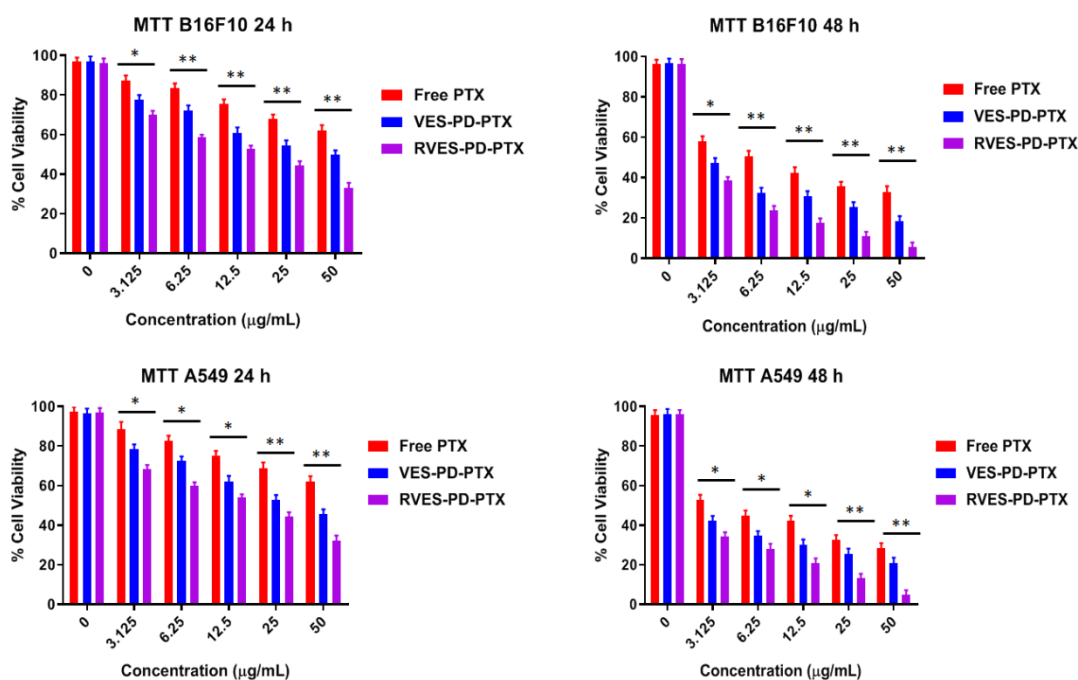 MTT B16F10 24 h
% Cell Viability
100
80
60
40
20
0
* ** ** ** **
0 3.125 6.25 12.5 25 50
Concentration (μg/mL)
Free PTX
VES-PD-PTX
RVES-PD-PTX
MTT B16F10 48 h
% Cell Viability
100
80
60
40
20
0
* ** ** ** **
0 3.125 6.25 12.5 25 50
Concentration (μg/mL)
Free PTX
VES-PD-PTX
RVES-PD-PTX
MTT A549 24 h
% Cell Viability
100
80
60
40
20
0
* * * ** **
0 3.125 6.25 12.5 25 50
Concentration (μg/mL)
Free PTX
VES-PD-PTX
RVES-PD-PTX
MTT A549 48 h
% Cell Viability
100
80
60
40
20
0
* * * ** **
0 3.125 6.25 12.5 25 50
Concentration (μg/mL)
Free PTX
VES-PD-PTX
RVES-PD-PTX